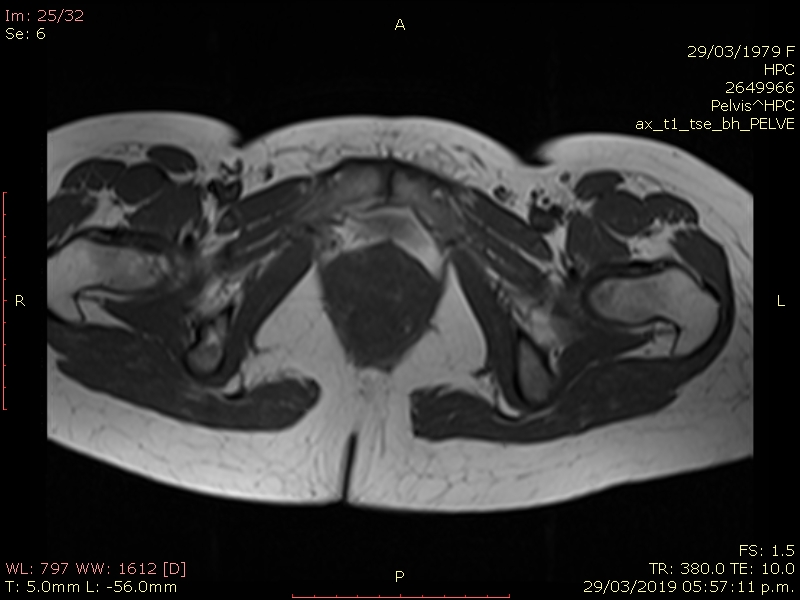 Im: 25/32
Se: 6
A
29/03/1979 F
HPC
2649966
Pelvis^HPC
ax_t1_tse_bh_PELVE
R
L
WL: 797 WW: 1612 [D]
T: 5.0mm L: -56.0mm
P
FS: 1.5
TR: 380.0 TE: 10.0
29/03/2019 05:57:11 p.m.